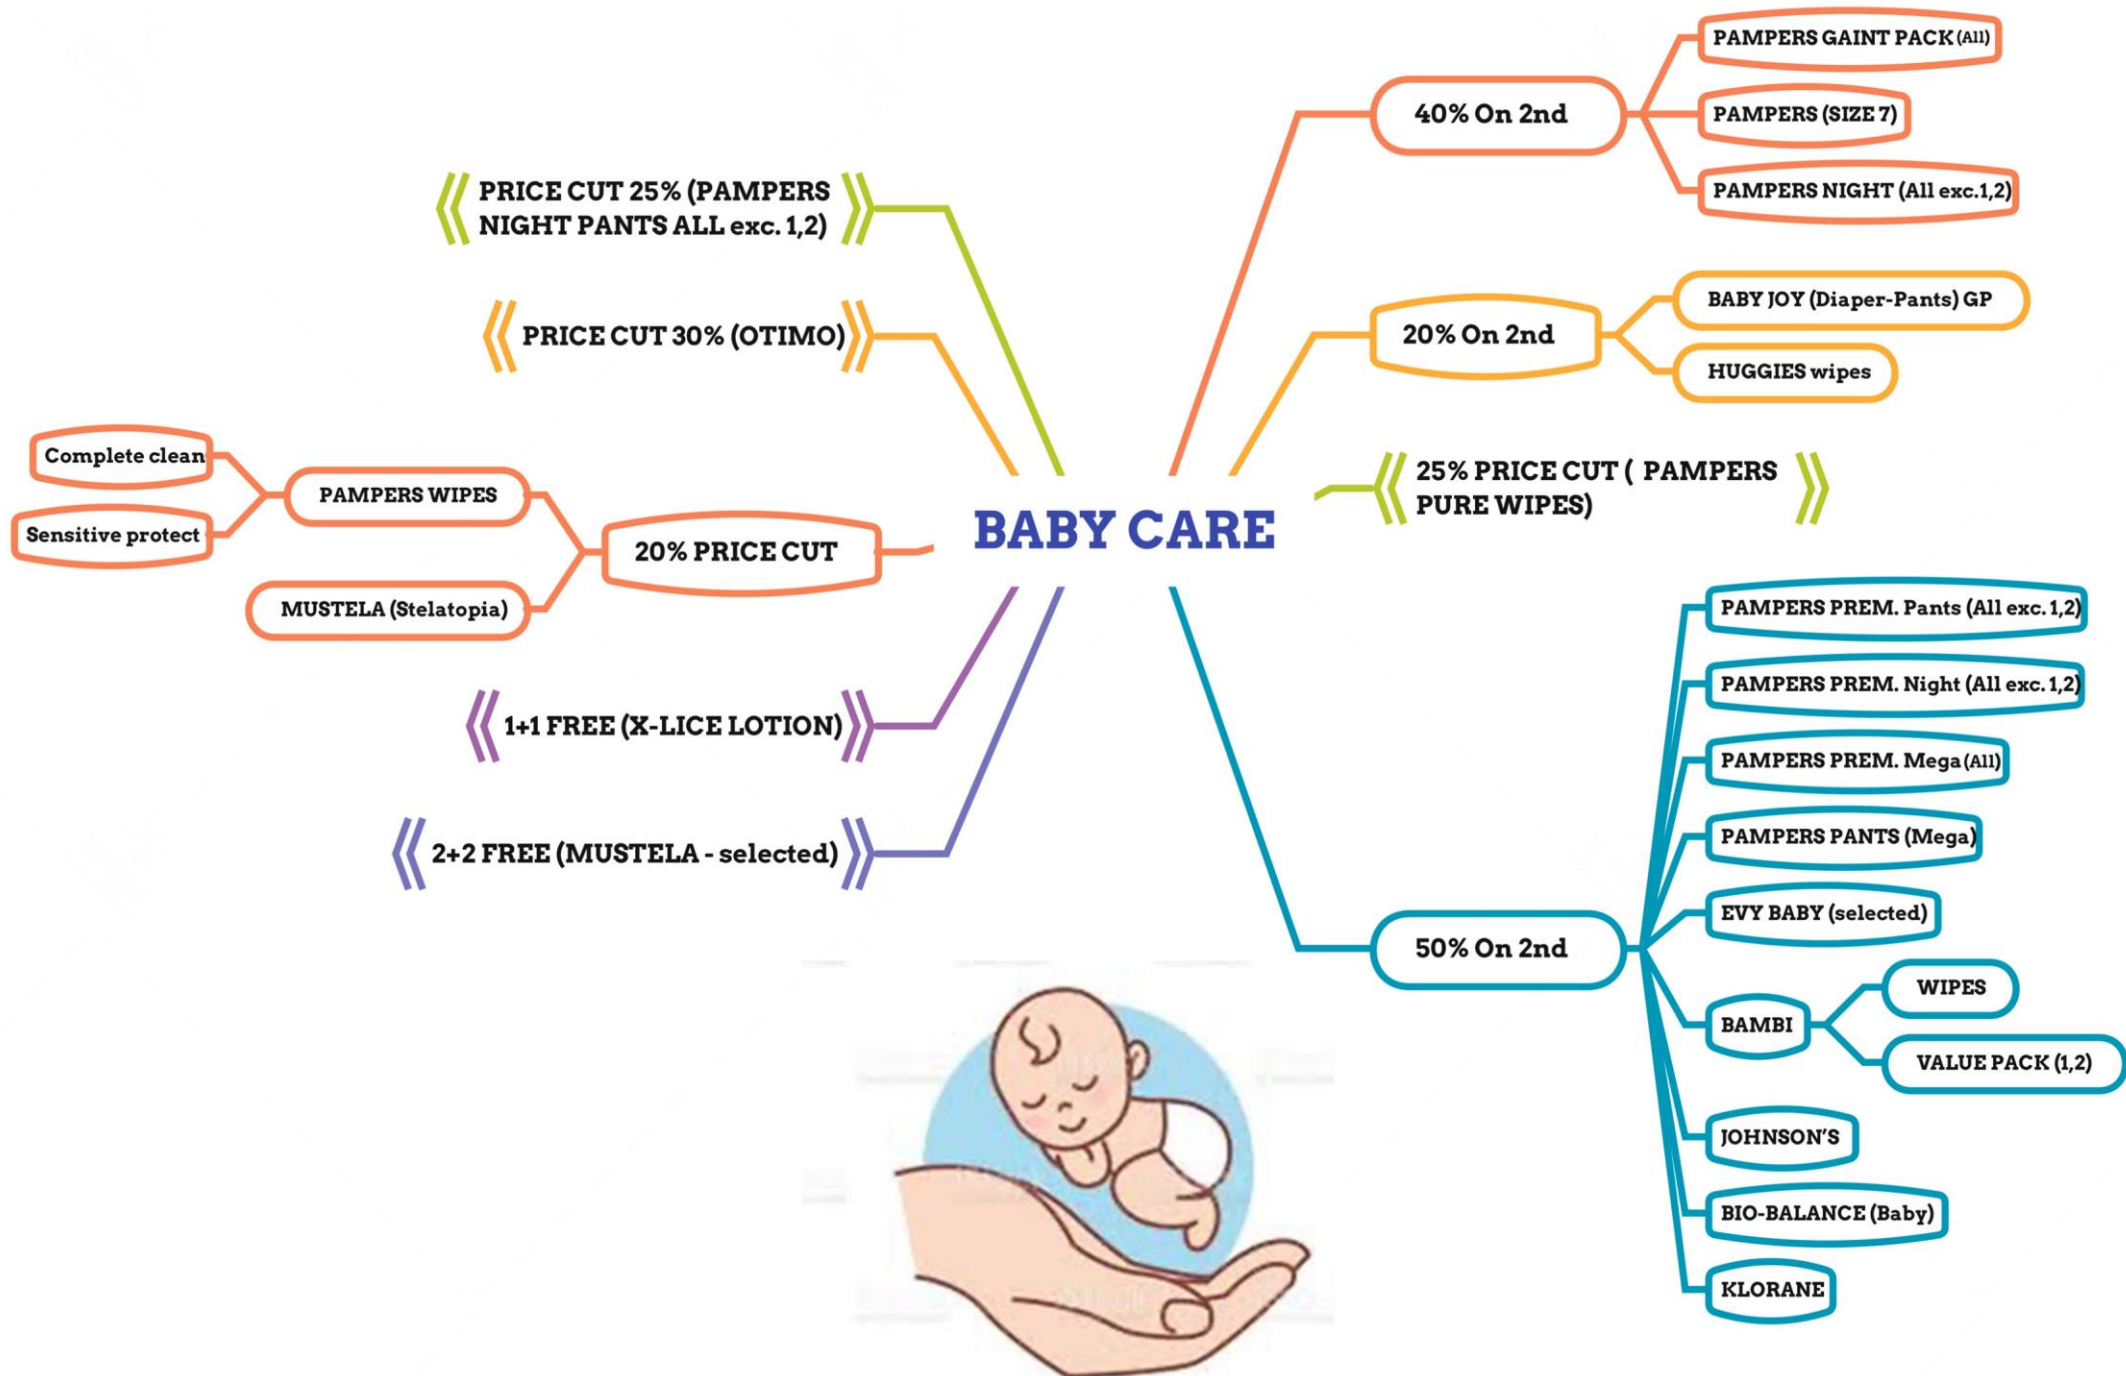 BABY CARE
40% On 2nd
PAMPERS GAINT PACK (All)
PAMPERS (SIZE 7)
PAMPERS NIGHT (All exc.1,2)
20% On 2nd
BABY JOY (Diaper-Pants) GP
HUGGIES wipes
25% PRICE CUT ( PAMPERS
PURE WIPES)
50% On 2nd
PAMPERS PREM. Pants (All exc. 1,2)
PAMPERS PREM. Night (All exc. 1,2)
PAMPERS PREM. Mega (All)
PAMPERS PANTS (Mega)
EVY BABY (selected)
BAMBI
WIPES
VALUE PACK (1,2)
JOHNSON’S
BIO-BALANCE (Baby)
KLORANE
PRICE CUT 25% (PAMPERS
NIGHT PANTS ALL exc. 1,2)
PRICE CUT 30% (OTIMO)
20% PRICE CUT
PAMPERS WIPES
Complete clean
Sensitive protect
MUSTELA (Stelatopia)
1+1 FREE (X-LICE LOTION)
2+2 FREE (MUSTELA - selected)